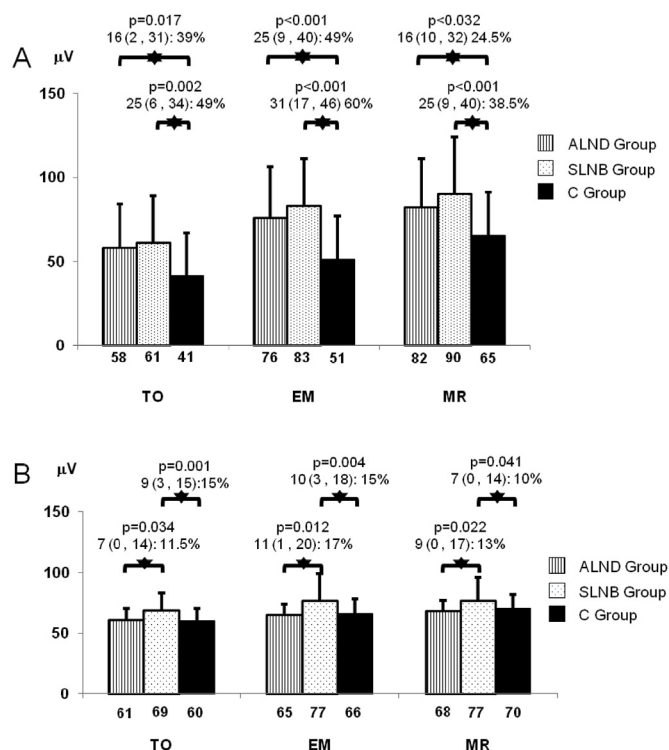 p=0.017 p<0.001 p<0.032
16 (2 , 31): 39% 25 (9 , 40): 49% 16 (10 , 32) 24.5%
A
µV
p=0.002 p<0.001 p<0.001
25 (6 , 34): 49% 31 (17 , 46) 60% 25 (9 , 40): 38.5%
150
ALND Group
SLNB Group
C Group
100
50
0
58 61 41 76 83 51 82 90 65
TO EM MR
B
µV
p=0.001 p=0.004 p=0.041
9 (3 , 15):15% 10 (3 , 18): 15% 7 (0 , 14): 10%
150
p=0.034 p=0.012 p=0.022
7 (0 , 14): 11.5% 11 (1 , 20): 17% 9 (0 , 17): 13%
ALND Group
SLNB Group
C Group
100
50
0
61 69 60 65 77 66 68 77 70
TO EM MR